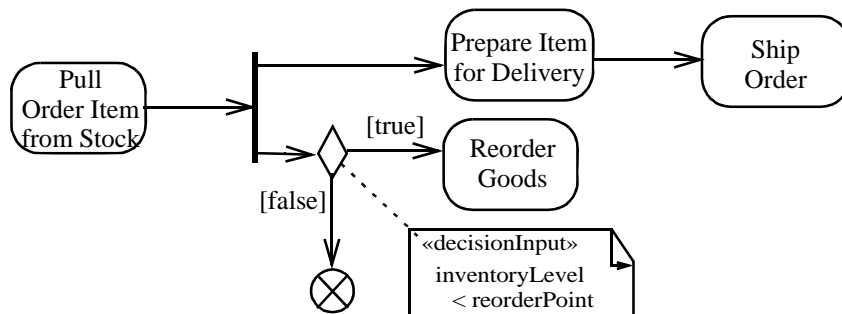 Pull
Order Item
from Stock
Prepare Item
for Delivery
Ship
Order
[true]
Reorder
Goods
[false]
«decisionInput»
inventoryLevel
< reorderPoint